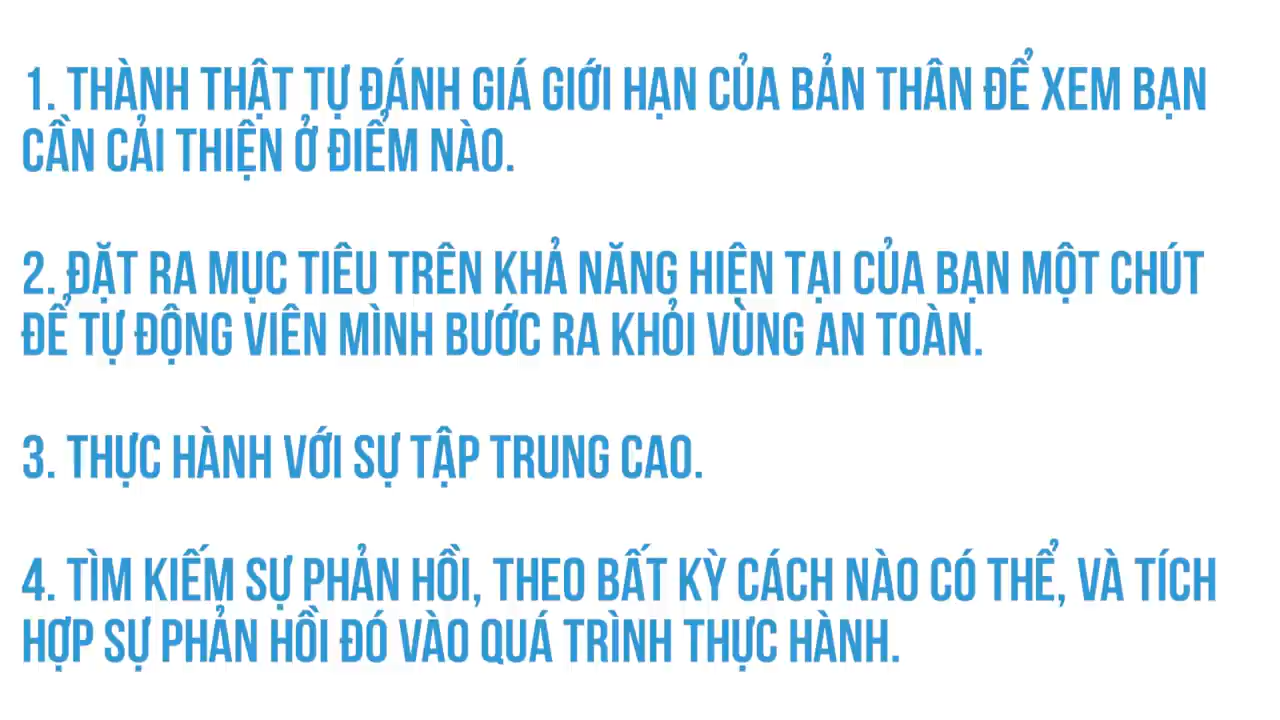 1. THÀNH THẬT TỰ ĐÁNH GIÁ GIỚI HẠN CỦA BẢN THÂN ĐỂ XEM BẠN
CẦN CẢI THIỆN Ở ĐIỂM NÀO.
2. ĐẶT RA MỤC TIÊU TRÊN KHẢ NĂNG HIỆN TẠI CỦA BẠN MỘT CHÚT
ĐỂ TỰ ĐỘNG VIÊN MÌNH BƯỚC RA KHỎI VÙNG AN TOÀN.
3. THỰC HÀNH VỚI SỰ TẬP TRUNG CAO.
4. TÌM KIẾM SỰ PHẢN HỒI, THEO BẤT KỲ CÁCH NÀO CÓ THỂ, VÀ TÍCH
HỢP SỰ PHẢN HỒI ĐÓ VÀO QUÁ TRÌNH THỰC HÀNH.